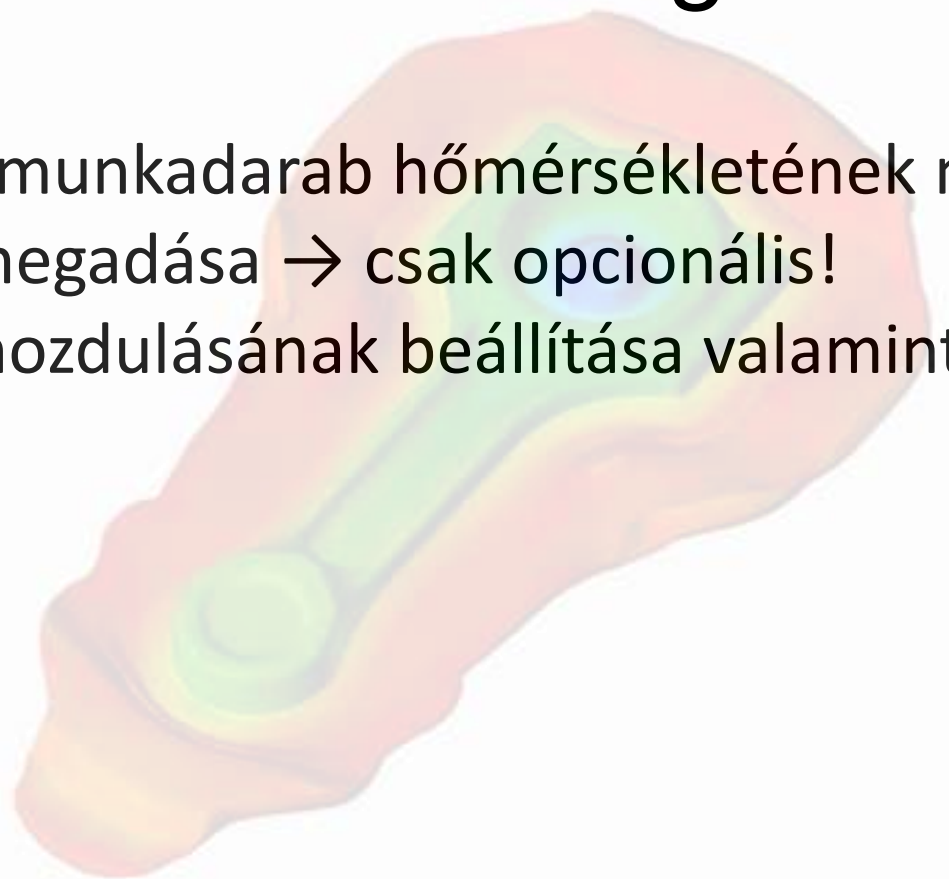 munkadarab hőmérsékletének
megadása → csak opcionális!
mozdulásának beállítása valamint